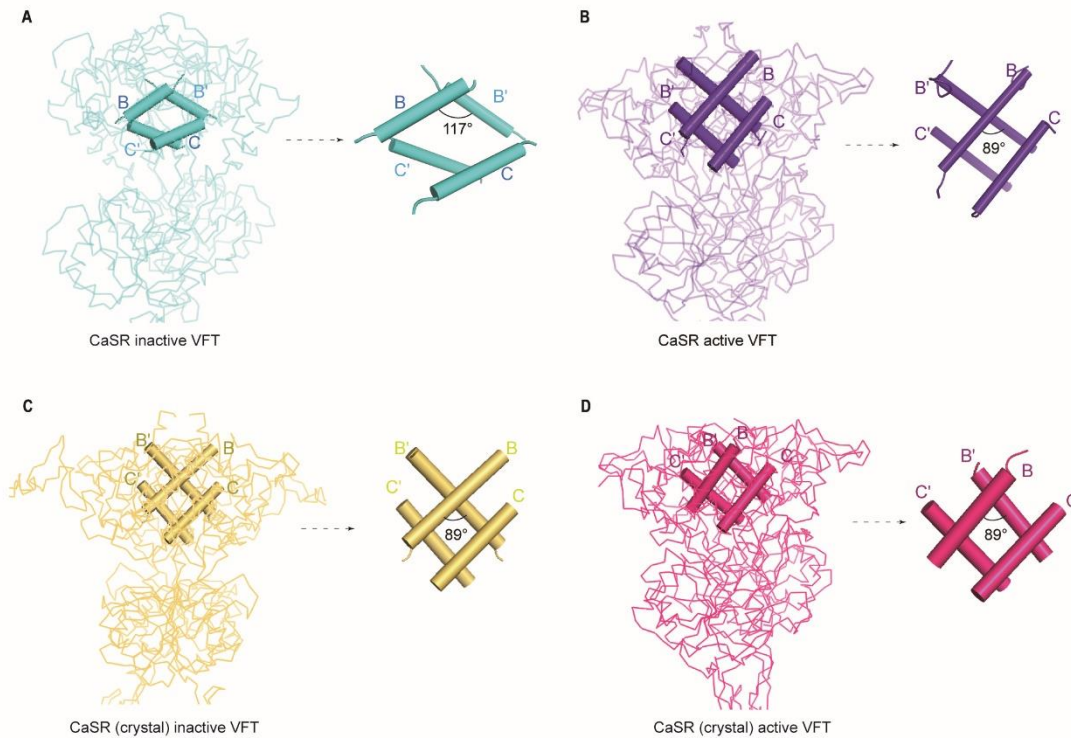 A
B
B'
C'
C
B
B'
117°
C'
C
CaSR inactive VFT
B
B
B'
C
C'
B'
B
C'
C
89°
CaSR active VFT
C
B'
B
C
C
B'
B
C'
C
89°
CaSR (crystal) inactive VFT
D
B'
B
C
B'
B
C'
C
89°
CaSR (crystal) active VFT